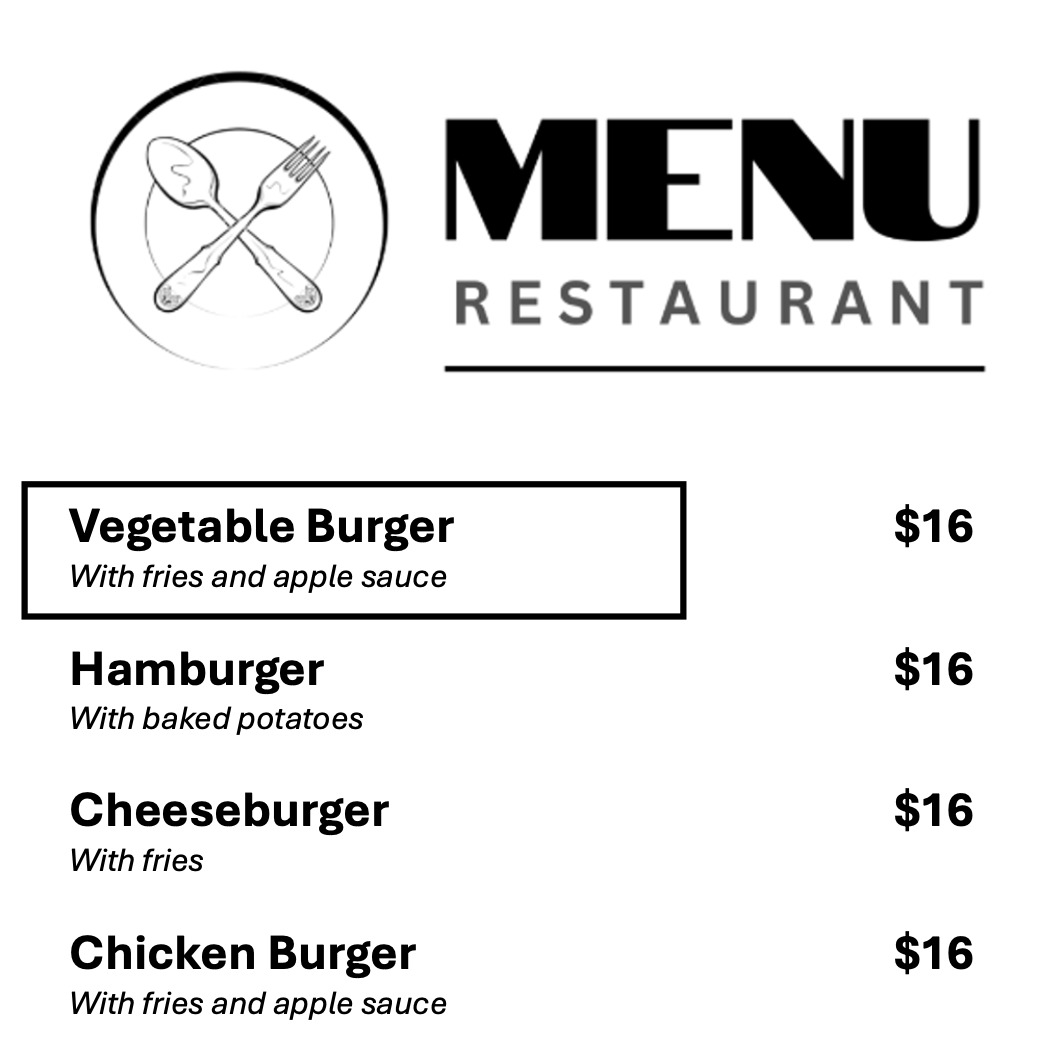 MENU
RESTAURANT
Vegetable Burger $16
With fries and apple sauce
Hamburger $16
With baked potatoes
Cheeseburger $16
With fries
Chicken Burger $16
With fries and apple sauce